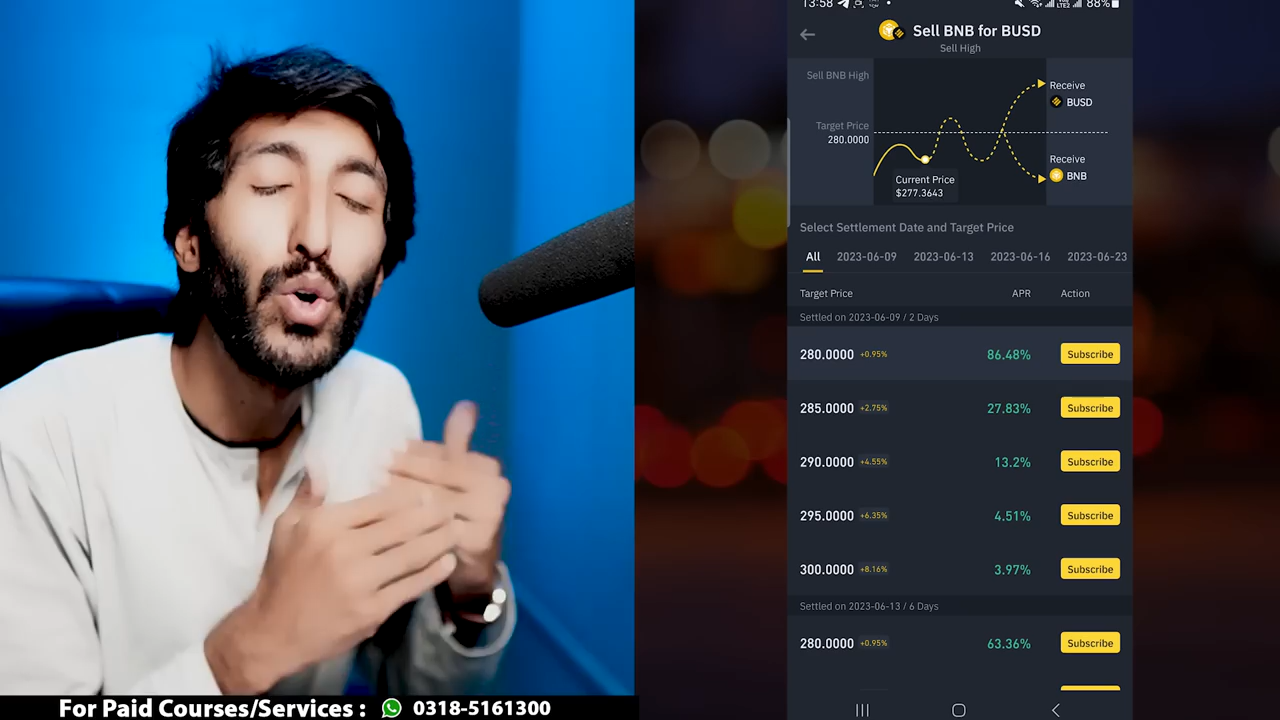 For Paid Courses/Services : 0318-5161300
13:58 88%
Sell BNB for BUSD
Sell High
Sell BNB High
Target Price
280.0000
Current Price
$277.3643
Receive
BUSD
Receive
BNB
Select Settlement Date and Target Price
All 2023-06-09 2023-06-13 2023-06-16 2023-06-23
Target Price APR Action
Settled on 2023-06-09 / 2 Days
280.0000 +0.95% 86.48% Subscribe
285.0000 +2.75% 27.83% Subscribe
290.0000 +4.55% 13.2% Subscribe
295.0000 +6.35% 4.51% Subscribe
300.0000 +8.16% 3.97% Subscribe
Settled on 2023-06-13 / 6 Days
280.0000 +0.95% 63.36% Subscribe